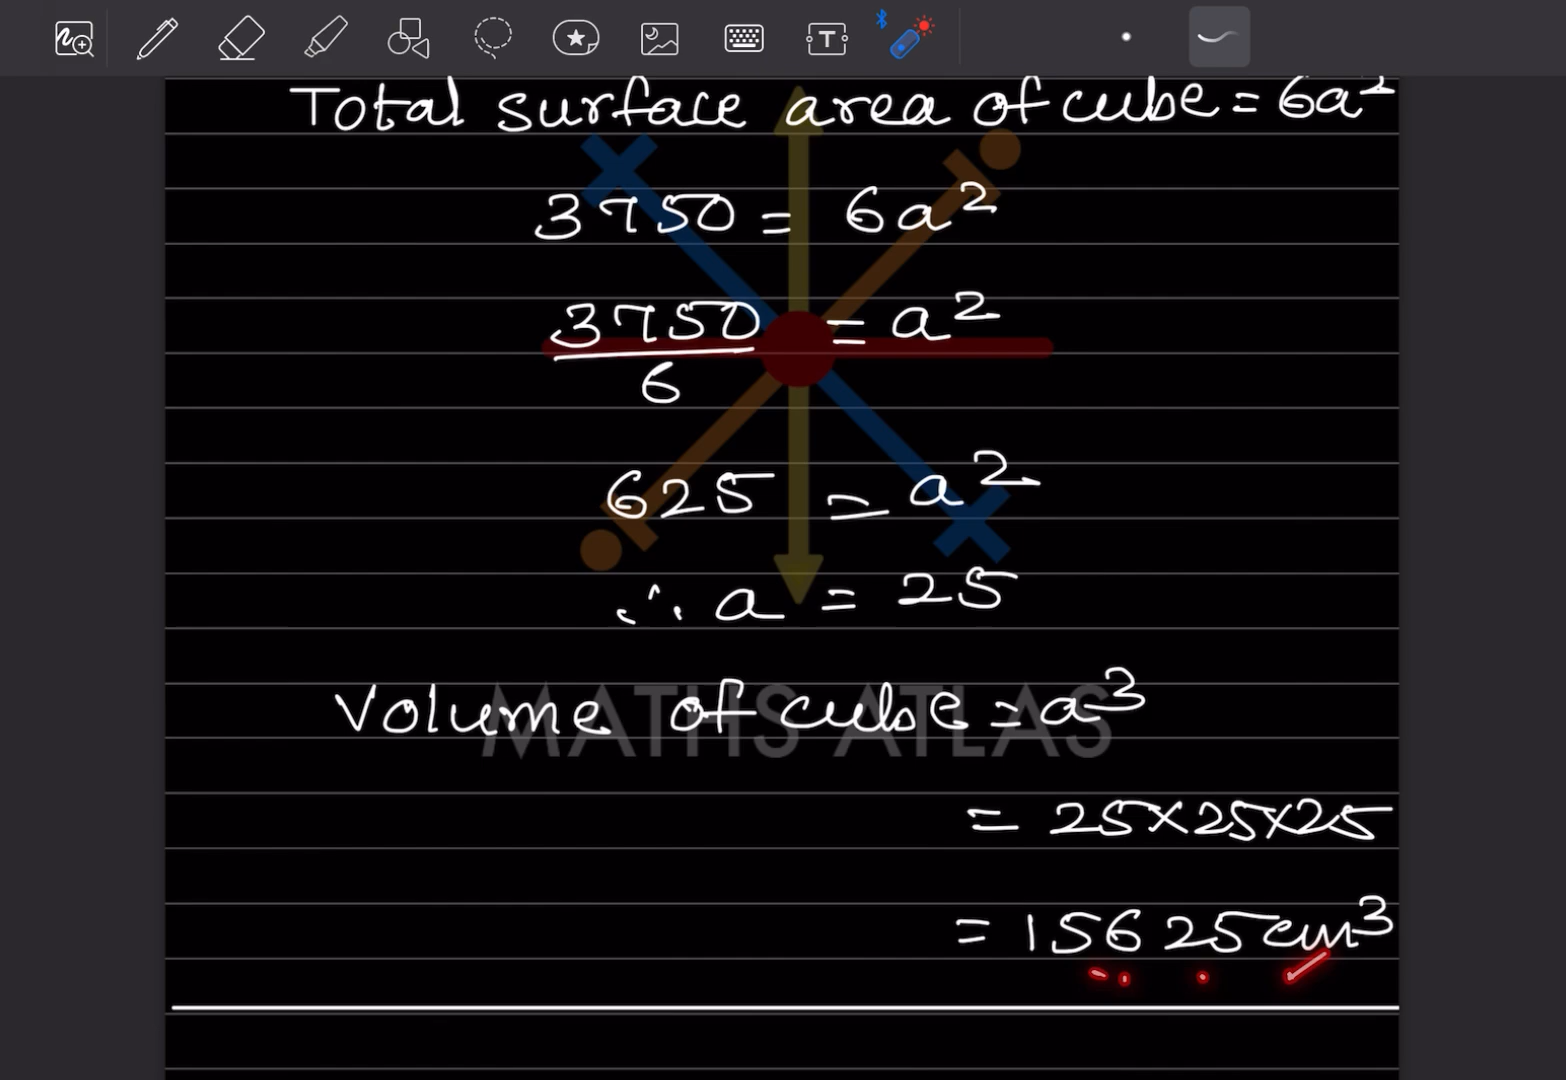 Total surface area of cube = 6a²
3750 = 6a²
3750/6 = a²
625 = a²
∴ a = 25
Volume of cube = a³
MATHS ATLAS
= 25×25×25
= 15625 cm³